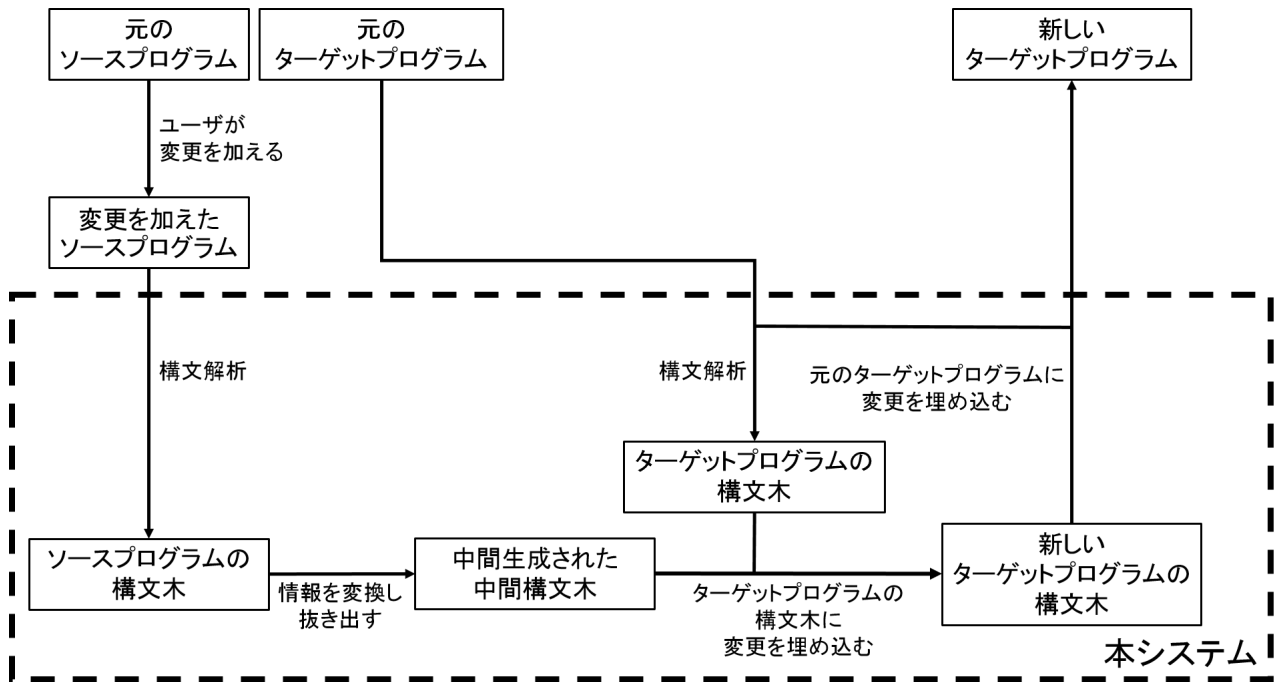 元の
ソースプログラム
元の
ターゲットプログラム
新しい
ターゲットプログラム
ユーザが
変更を加える
変更を加えた
ソースプログラム
構文解析
構文解析
元のターゲットプログラムに
変更を埋め込む
ターゲットプログラムの
構文木
ソースプログラムの
構文木
情報を変換し
抜き出す
中間生成された
中間構文木
ターゲットプログラムの
構文木に
変更を埋め込む
新しい
ターゲットプログラムの
構文木
本システム